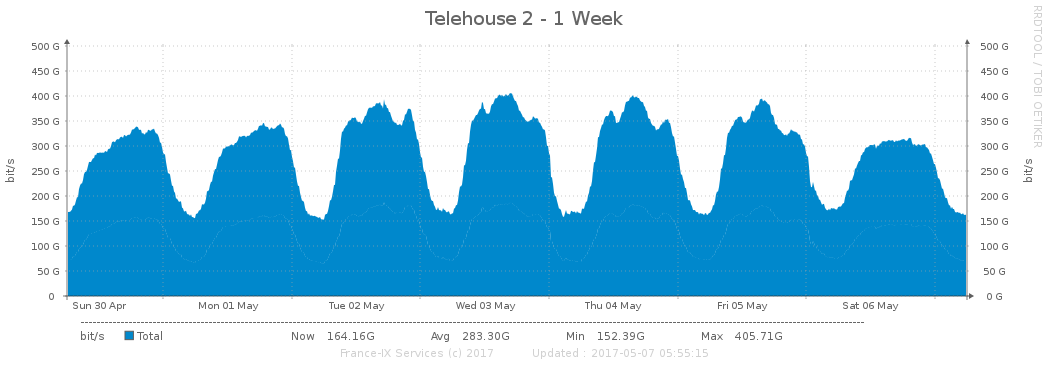 Telehouse 2 - 1 Week
RRDTOOL / TOBI OETIKER
bit/s
500 G 500 G
450 G 450 G
400 G 400 G
350 G 350 G
300 G 300 G
250 G 250 G
200 G 200 G
150 G 150 G
100 G 100 G
50 G 50 G
0 0 G
bit/s
Sun 30 Apr Mon 01 May Tue 02 May Wed 03 May Thu 04 May Fri 05 May Sat 06 May
bit/s Total Now 164.16G Avg 283.30G Min 152.39G Max 405.71G
France-IX Services (c) 2017 Updated : 2017-05-07 05:55:15